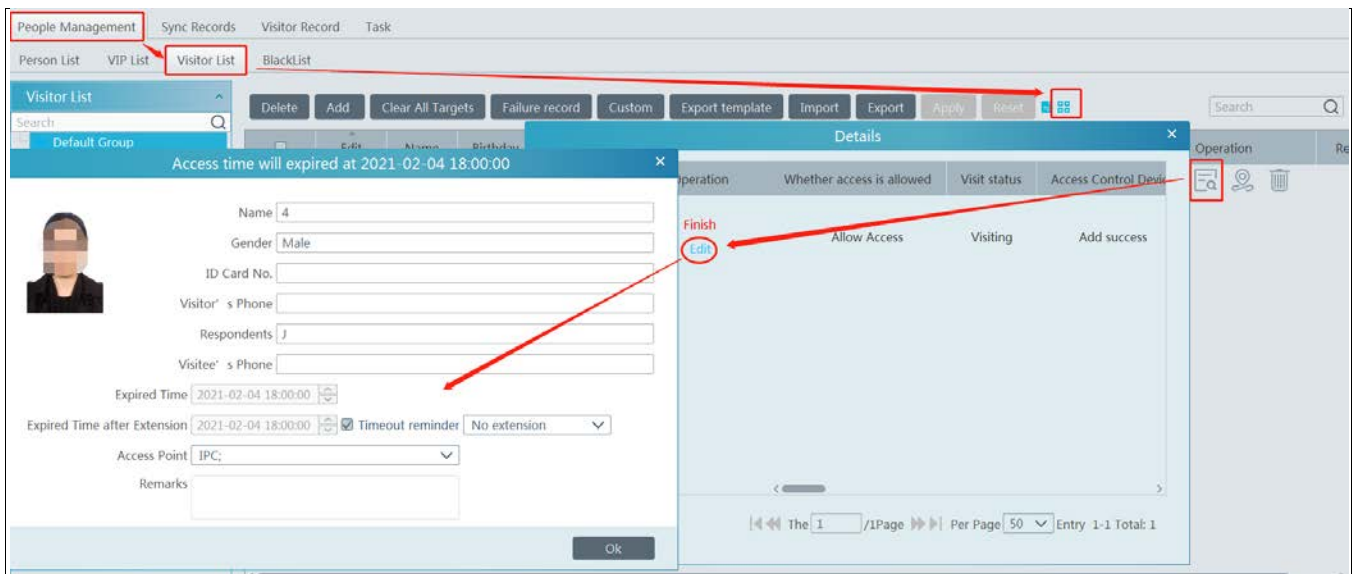 People Management Sync Records Visitor Record Task
Person List VIP List Visitor List BlackList
Visitor List
Delete Add Clear All Targets Failure record Custom Export template Import Export Apply Reset Search
Search
Default Group
Edit Name Birthday
Details
Operation
Access time will expired at 2021-02-04 18:00:00
Operation Whether access is allowed Visit status Access Control Devic
Name 4
Gender Male
ID Card No.
Visitor' s Phone
Respondents J
Visitee' s Phone
Expired Time 2021-02-04 18:00:00
Expired Time after Extension 2021-02-04 18:00:00 Timeout reminder No extension
Access Point IPC;
Remarks
Ok
Finish
Edit
Allow Access Visiting Add success
The 1 /1Page Per Page 50 Entry 1-1 Total: 1